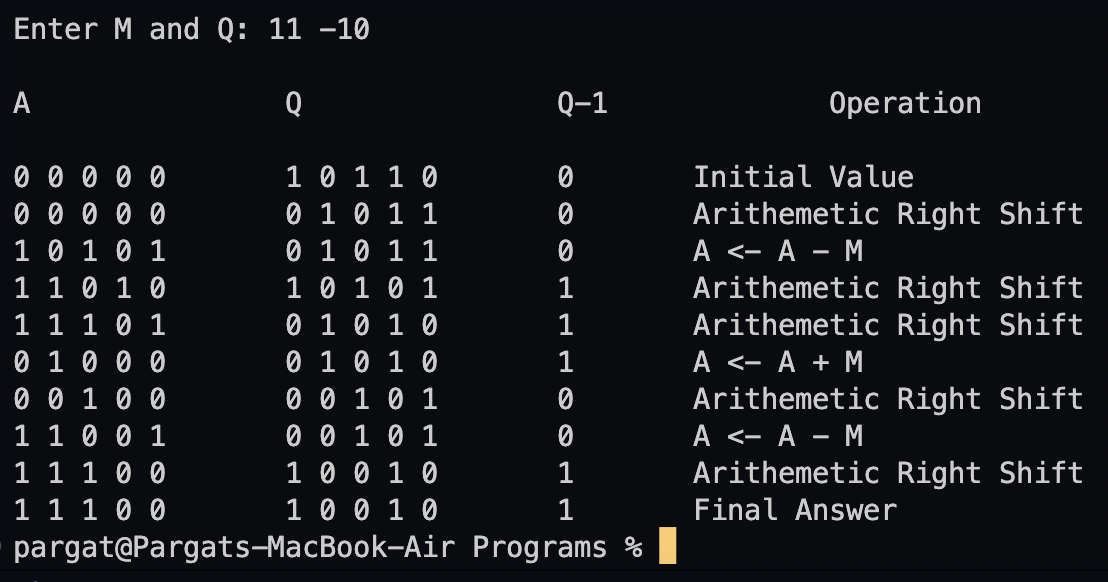 Enter M and Q: 11 -10
A Q Q-1 Operation
0 0 0 0 0 1 0 1 1 0 0 Initial Value
0 0 0 0 0 0 1 0 1 1 0 Arithemetic Right Shift
1 0 1 0 1 0 1 0 1 1 0 A <- A - M
1 1 0 1 0 1 0 1 0 1 1 Arithemetic Right Shift
1 1 1 0 1 0 1 0 1 0 1 Arithemetic Right Shift
0 1 0 0 0 0 1 0 1 0 1 A <- A + M
0 0 1 0 0 0 0 1 0 1 0 Arithemetic Right Shift
1 1 0 0 1 0 0 1 0 1 0 A <- A - M
1 1 1 0 0 1 0 0 1 0 1 Arithemetic Right Shift
1 1 1 0 0 1 0 0 1 0 1 Final Answer
pargat@Pargats-MacBook-Air Programs %